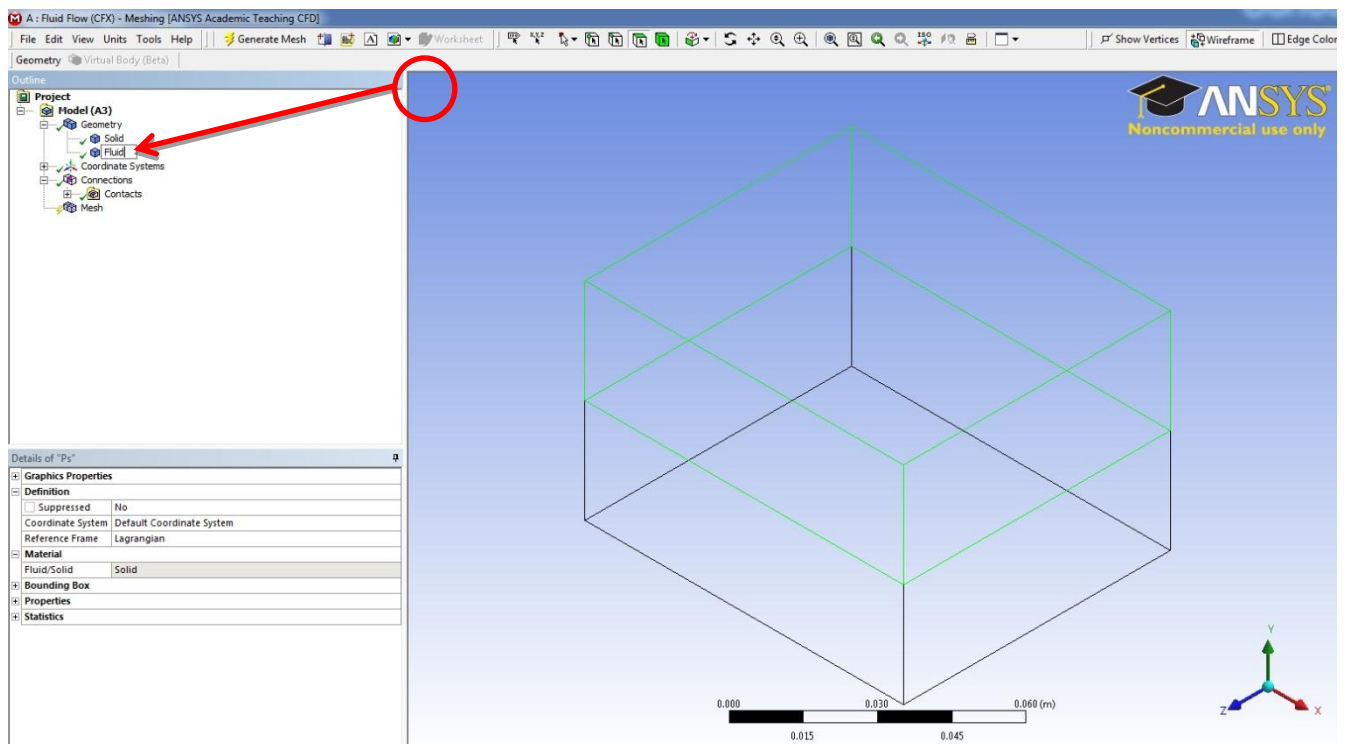 A : Fluid Flow (CFX) - Meshing [ANSYS Academic Teaching CFD]
File Edit View Units Tools Help Generate Mesh A Worksheet Show Vertices Wireframe Edge Color
Geometry Virtual Body (Beta)
Outline
Project
Model (A3)
Geometry
Solid
Fluid
Coordinate Systems
Connections
Contacts
Mesh
ANSYS
Noncommercial use only
Details of "Ps"
Graphics Properties
Definition
Suppressed No
Coordinate System Default Coordinate System
Reference Frame Lagrangian
Material
Fluid/Solid Solid
Bounding Box
Properties
Statistics
Y
Z X
0.000 0.030 0.060 (m)
0.015 0.045